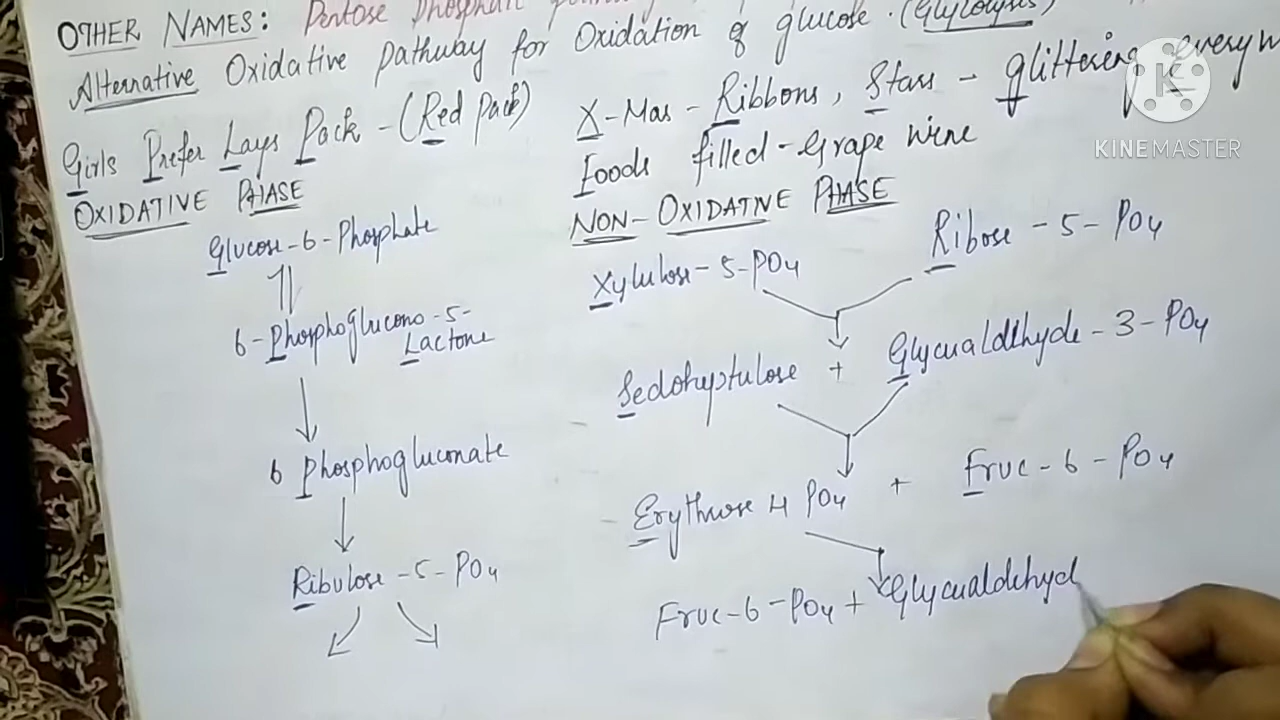 OTHER NAMES: Pentose Phosphate
Alternative Oxidative Pathway for Oxidation of glucose. (Glycolysis)
Girls Prefer Lays Pack - (Red Pack)
OXIDATIVE PHASE
Glucose-6-Phosphate
6-Phosphoglucono-5-
Lactone
6 Phosphogluconate
Ribulose-5-PO4
X-Mas - Ribbons, Stars - glittering everyw
Foods filled - Grape wine
NON-OXIDATIVE PHASE
Xylulose-5-PO4 Ribose-5-PO4
Sedoheptulose + Glyceraldehyde-3-PO4
Erythrose 4 PO4 + Fruc-6-PO4
Fruc-6-PO4 + Glyceraldehyd
K
KINEMASTER